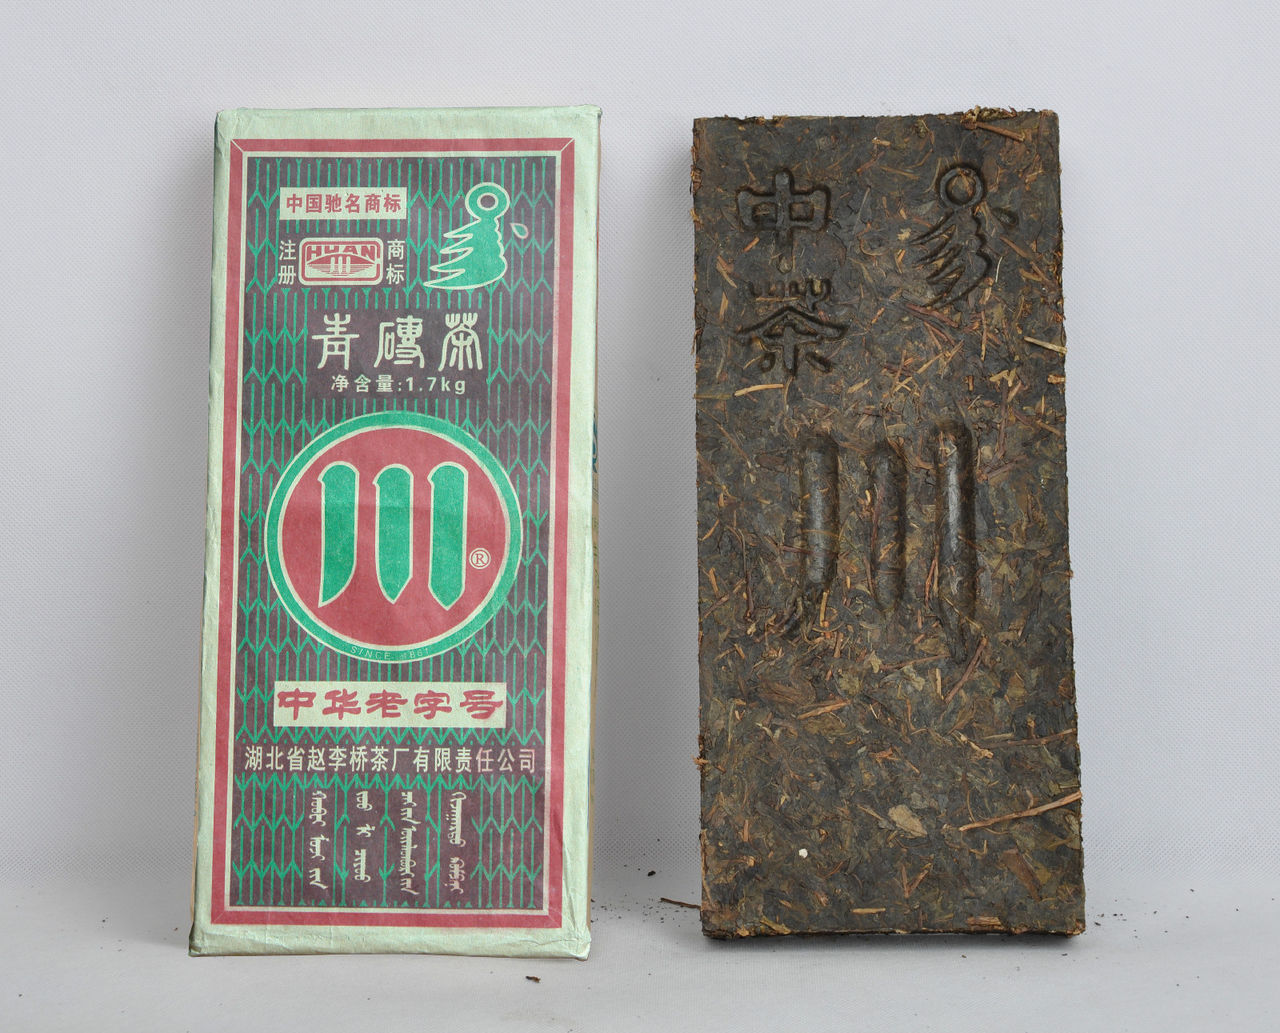 中国驰名商标
注册 HUAN 川 商标
青磚茶
净含量:1.7kg
川®
SINCE 1861
中华老字号
湖北省赵李桥茶厂有限责任公司
中茶
川